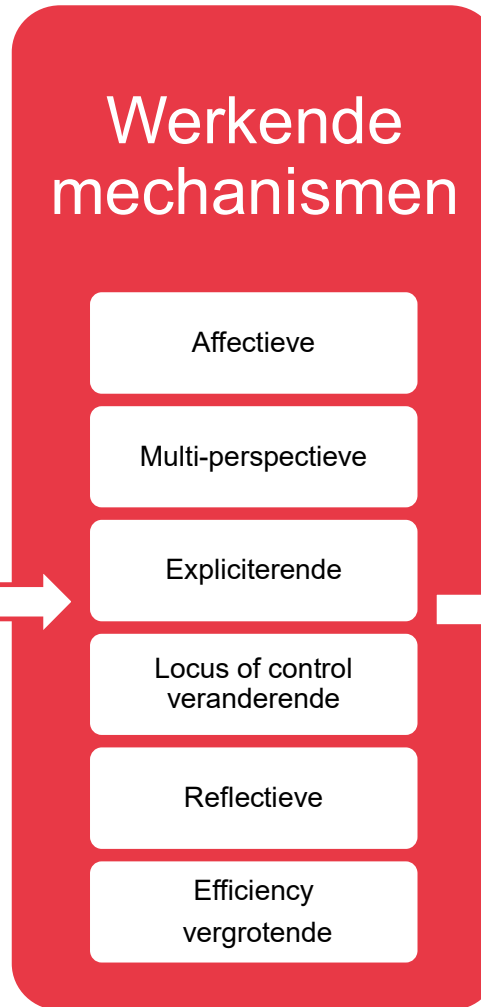 Werkende
mechanismen
Affectieve
Multi-perspectieve
Expliciterende
Locus of control
veranderende
Reflectieve
Efficiency
vergrotende